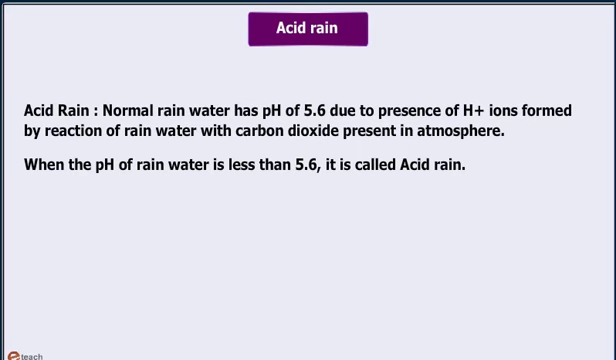 Acid rain
Acid Rain : Normal rain water has pH of 5.6 due to presence of H+ ions formed
by reaction of rain water with carbon dioxide present in atmosphere.
When the pH of rain water is less than 5.6, it is called Acid rain.
e teach